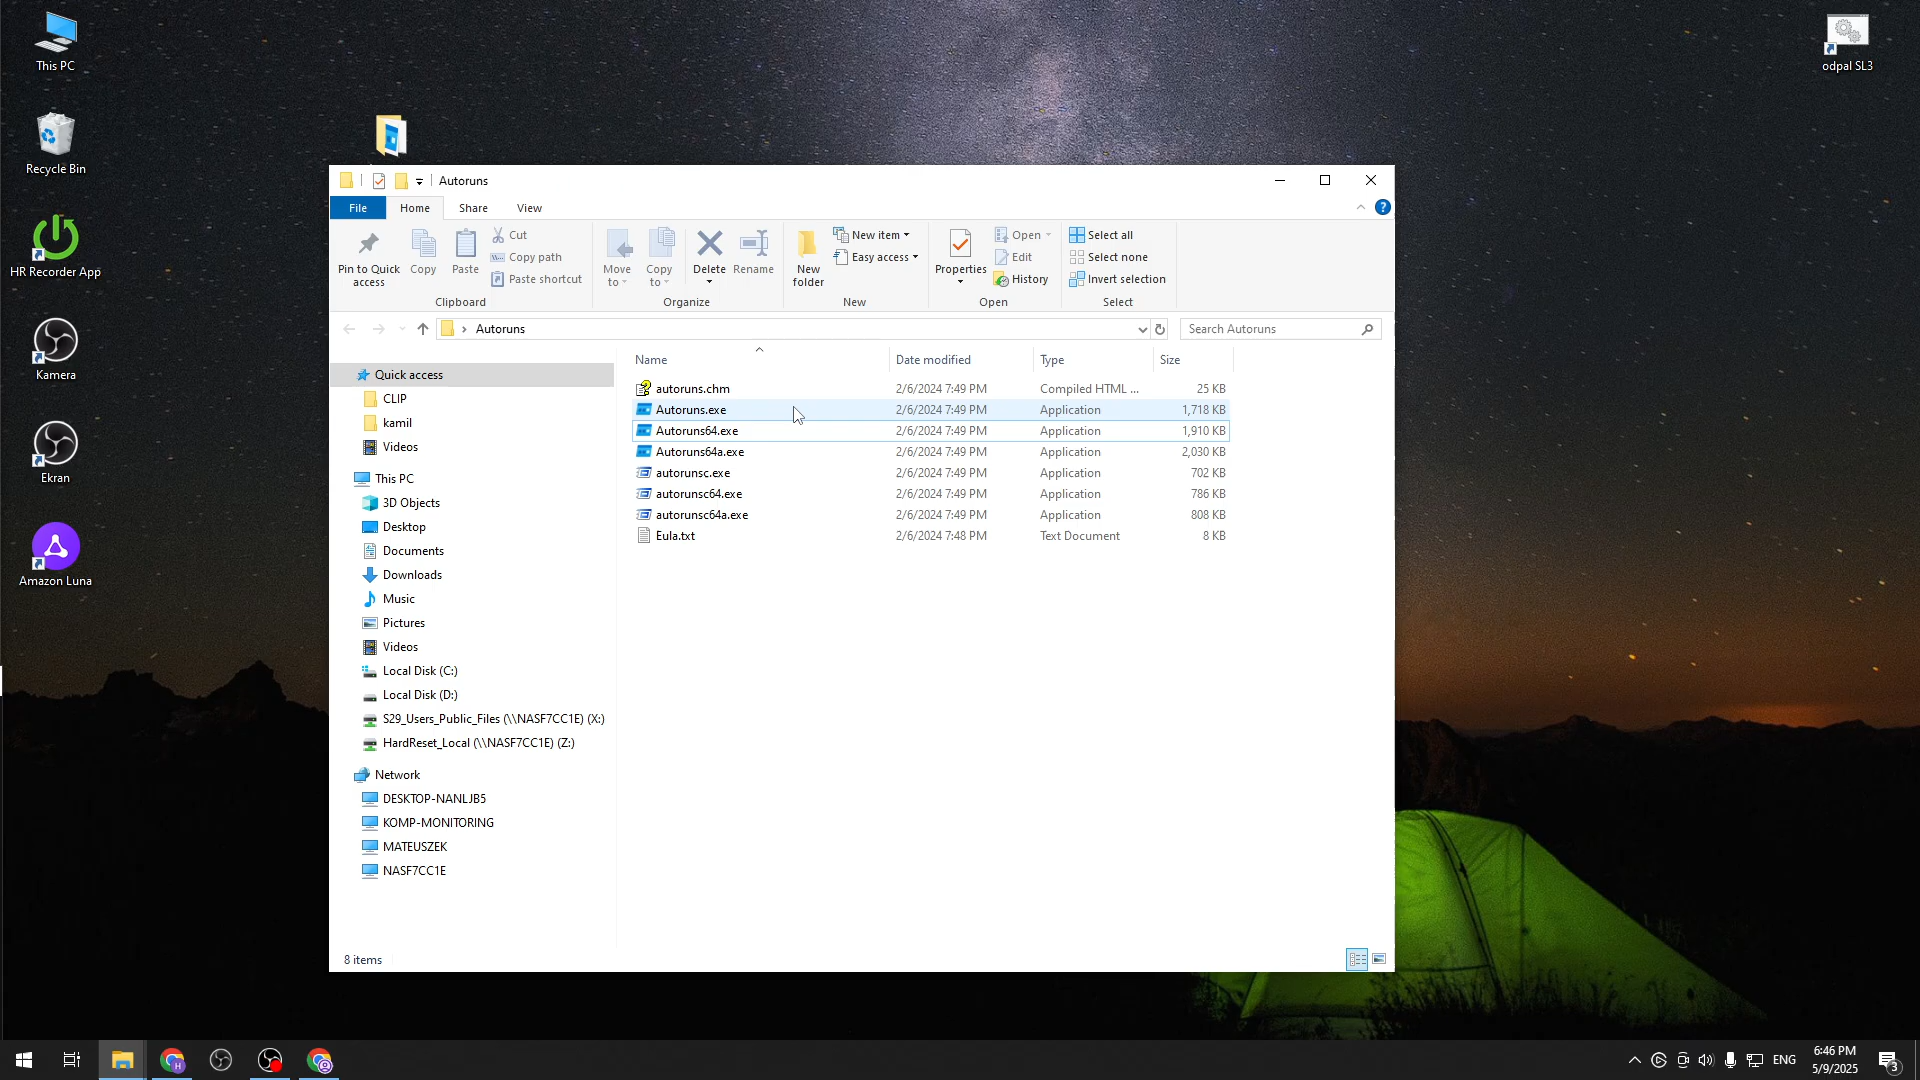 This PC
Recycle Bin
HR Recorder App
Kamera
Ekran
Amazon Luna
odpal SL3
Autoruns
File
Home
Share
View
Pin to Quick access
Copy
Paste
Cut
Copy path
Paste shortcut
Clipboard
Move to
Copy to
Delete
Rename
Organize
New folder
New item
Easy access
New
Properties
Open
Edit
History
Open
Select all
Select none
Invert selection
Select
Autoruns
Search Autoruns
Quick access
CLIP
kamil
Videos
This PC
3D Objects
Desktop
Documents
Downloads
Music
Pictures
Videos
Local Disk (C:)
Local Disk (D:)
S29_Users_Public_Files (\\NASF7CC1E) (X:)
HardReset_Local (\\NASF7CC1E) (Z:)
Network
DESKTOP-NANLJB5
KOMP-MONITORING
MATEUSZEK
NASF7CC1E
Name Date modified Type Size
autoruns.chm 2/6/2024 7:49 PM Compiled HTML ... 25 KB
Autoruns.exe 2/6/2024 7:49 PM Application 1,718 KB
Autoruns64.exe 2/6/2024 7:49 PM Application 1,910 KB
Autoruns64a.exe 2/6/2024 7:49 PM Application 2,030 KB
autorunsc.exe 2/6/2024 7:49 PM Application 702 KB
autorunsc64.exe 2/6/2024 7:49 PM Application 786 KB
autorunsc64a.exe 2/6/2024 7:49 PM Application 808 KB
Eula.txt 2/6/2024 7:48 PM Text Document 8 KB
8 items
ENG
6:46 PM
5/9/2025
3